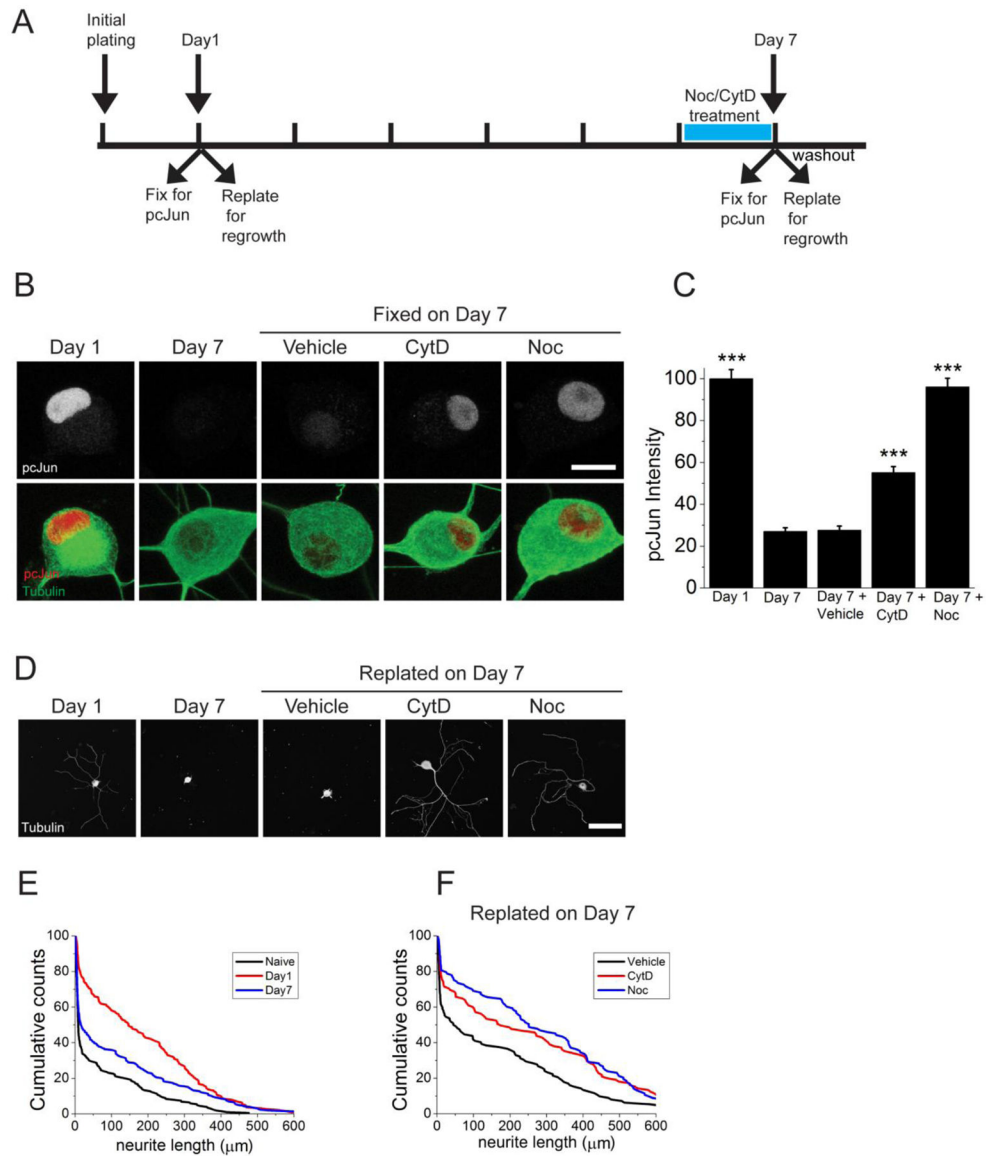 A
Initial
plating
Day1
Day 7
Noc/CytD
treatment
washout
Fix for
pcJun
Replate
for
regrowth
Fix for
pcJun
Replate
for
regrowth
B
Fixed on Day 7
Day 1
Day 7
Vehicle
CytD
Noc
pcJun
pcJun
Tubulin
C
pcJun Intensity
100
80
60
40
20
0
***
***
***
Day 1
Day 7
Day 7 +
Vehicle
Day 7 +
CytD
Day 7 +
Noc
D
Replated on Day 7
Day 1
Day 7
Vehicle
CytD
Noc
Tubulin
E
Cumulative counts
100
80
60
40
20
0
Naive
Day1
Day7
0 100 200 300 400 500 600
neurite length (μm)
F
Replated on Day 7
Cumulative counts
100
80
60
40
20
0
Vehicle
CytD
Noc
0 100 200 300 400 500 600
neurite length (μm)